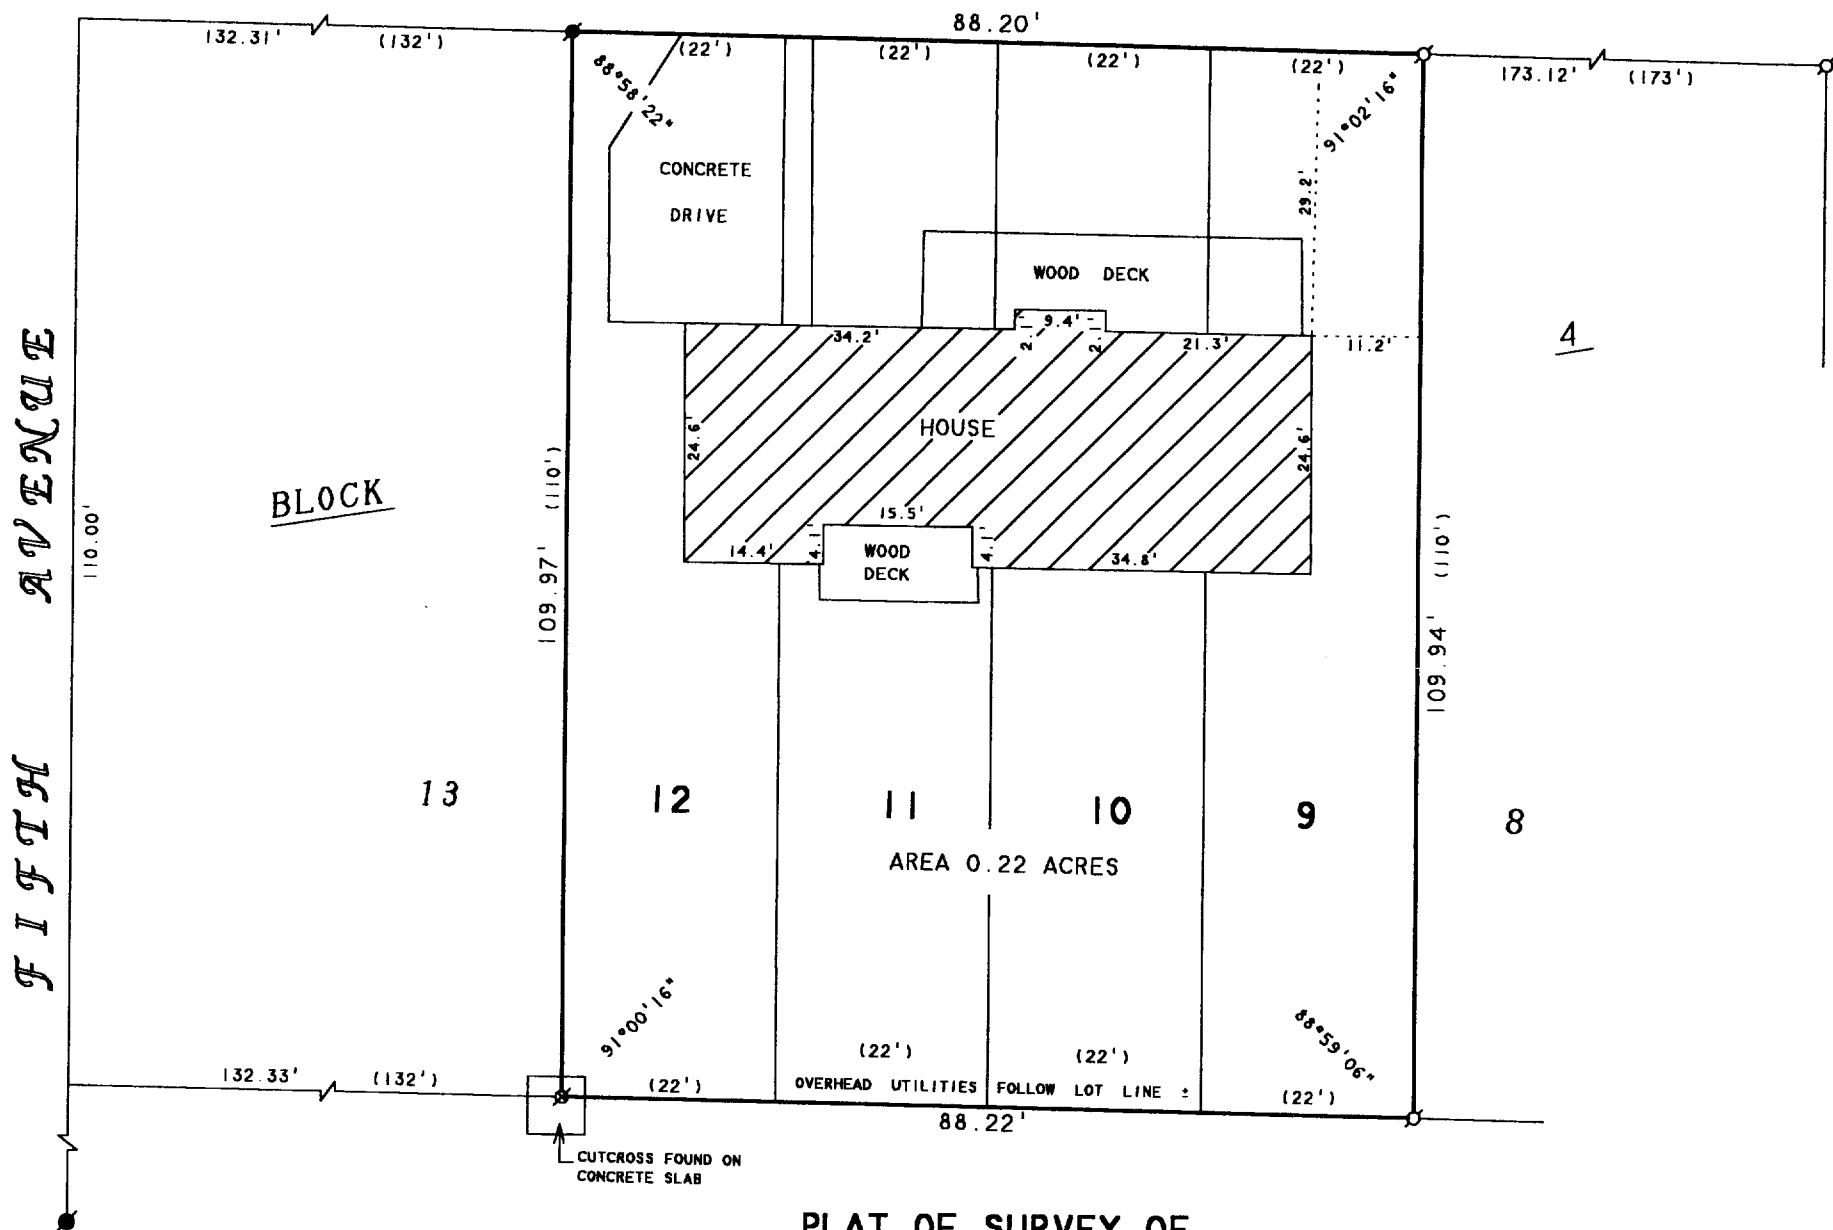 88.20'
132.31' (132')
(22') (22') (22') (22')
173.12' (173')
88°58'22"
91°02'16"
CONCRETE
DRIVE
29.2'
WOOD DECK
9.4'
34.2'
21.3'
11.2'
4
24.6'
HOUSE
24.6'
FIFTH AVENUE
110.00'
BLOCK
109.97' (110')
15.5'
14.4'
4.1'
WOOD
DECK
4.1'
34.8'
109.94' (110')
13
12
11
10
9
8
AREA 0.22 ACRES
91°00'16"
88°59'06"
132.33' (132')
(22') (22') (22') (22')
OVERHEAD UTILITIES FOLLOW LOT LINE ±
88.22'
CUTCROSS FOUND ON
CONCRETE SLAB
PLAT OF SURVEY OF